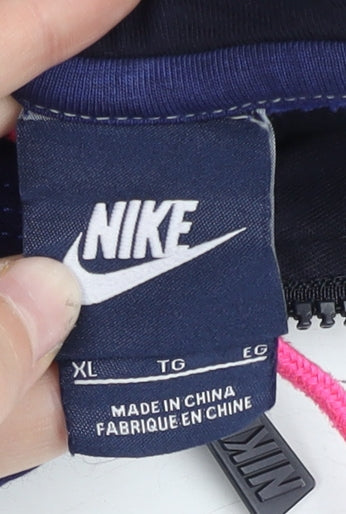 NIKE
XL TG EG
MADE IN CHINA
FABRIQUE EN CHINE
NIKE